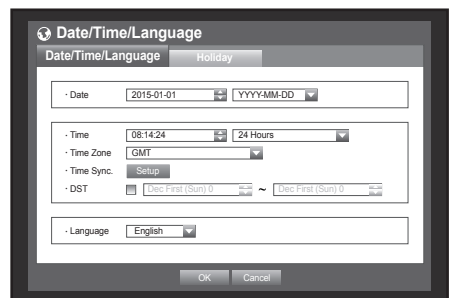 Date/Time/Language
Date/Time/Language Holiday
· Date 2015-01-01 YYYY-MM-DD
· Time 08:14:24 24 Hours
· Time Zone GMT
· Time Sync. Setup
· DST Dec First (Sun) 0 ~ Dec First (Sun) 0
· Language English
OK Cancel